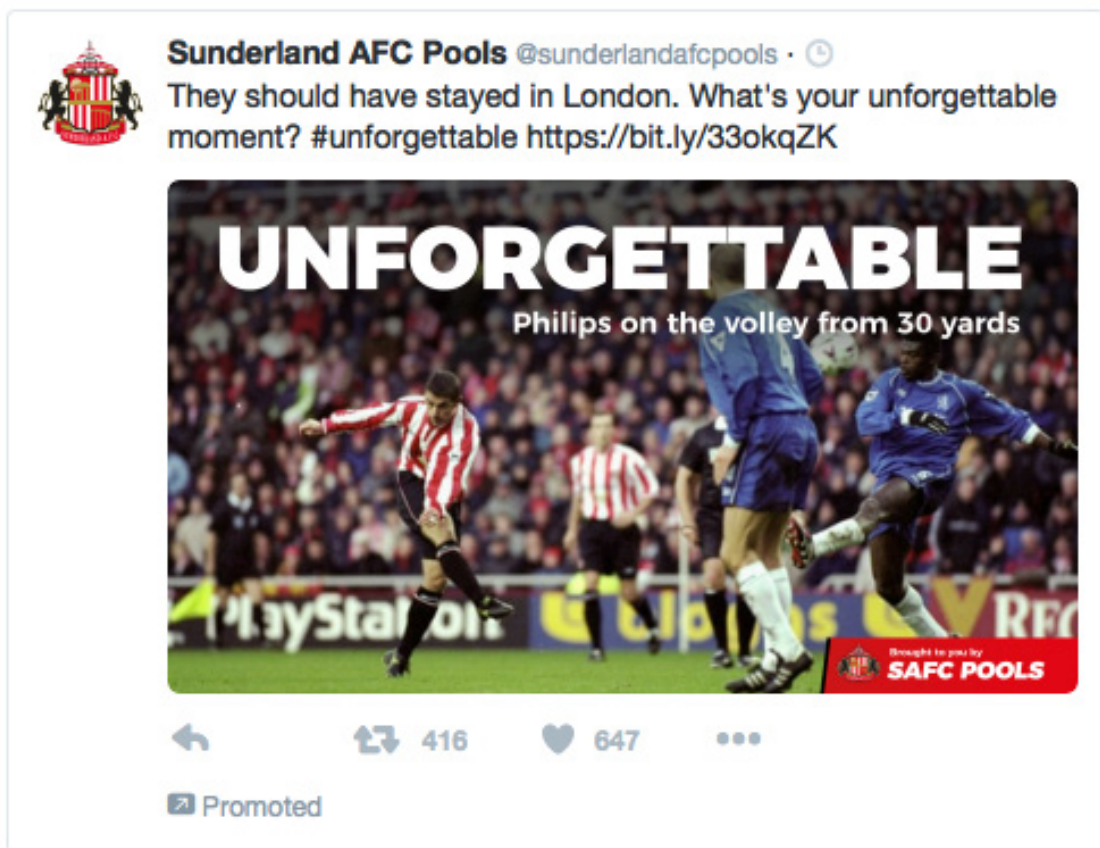 Sunderland AFC Pools @sunderlandafcpools ·
They should have stayed in London. What's your unforgettable
moment? #unforgettable https://bit.ly/33okqZK
UNFORGETTABLE
Philips on the volley from 30 yards
PlayStation
REC
Brought to you by
SAFC POOLS
416 647
Promoted